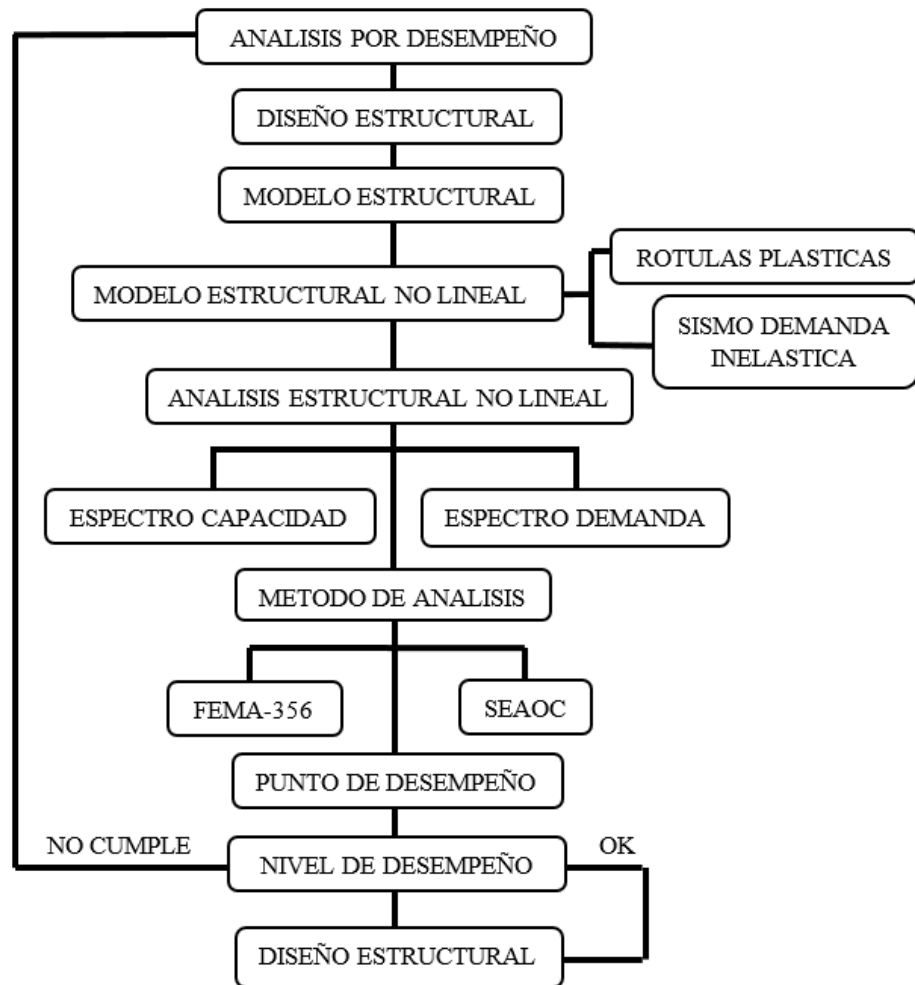 ANALISIS POR DESEMPEÑO
DISEÑO ESTRUCTURAL
MODELO ESTRUCTURAL
MODELO ESTRUCTURAL NO LINEAL
ROTULAS PLASTICAS
SISMO DEMANDA
INELASTICA
ANALISIS ESTRUCTURAL NO LINEAL
ESPECTRO CAPACIDAD
ESPECTRO DEMANDA
METODO DE ANALISIS
FEMA-356
SEAOC
PUNTO DE DESEMPEÑO
NO CUMPLE
NIVEL DE DESEMPEÑO
OK
DISEÑO ESTRUCTURAL